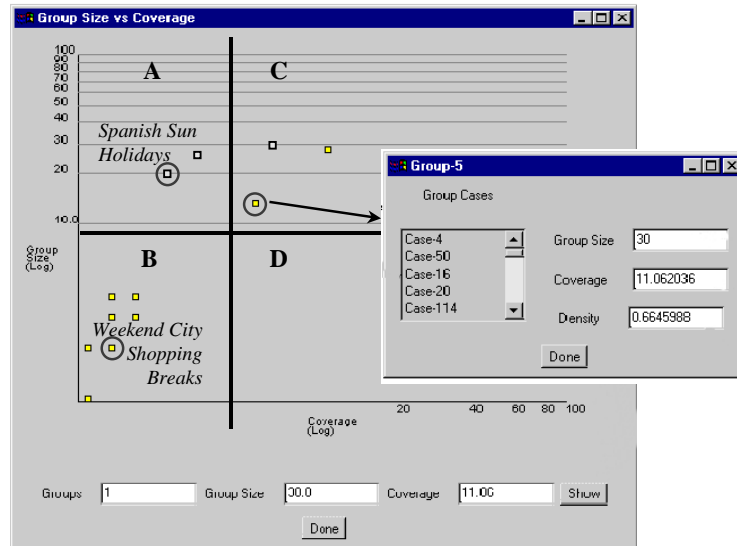 Group Size vs Coverage
100
90
80
70
60
50
40
30
20
10.0
A
C
Spanish Sun
Holidays
Group
Size
(Log)
B
D
Weekend City
Shopping
Breaks
20 40 60 80 100
Coverage
(Log)
Groups 1 Group Size 30.0 Coverage 11.06 Show
Done
Group-5
Group Cases
Case-4
Case-50
Case-16
Case-20
Case-114
Group Size 30
Coverage 11.062036
Density 0.6645988
Done